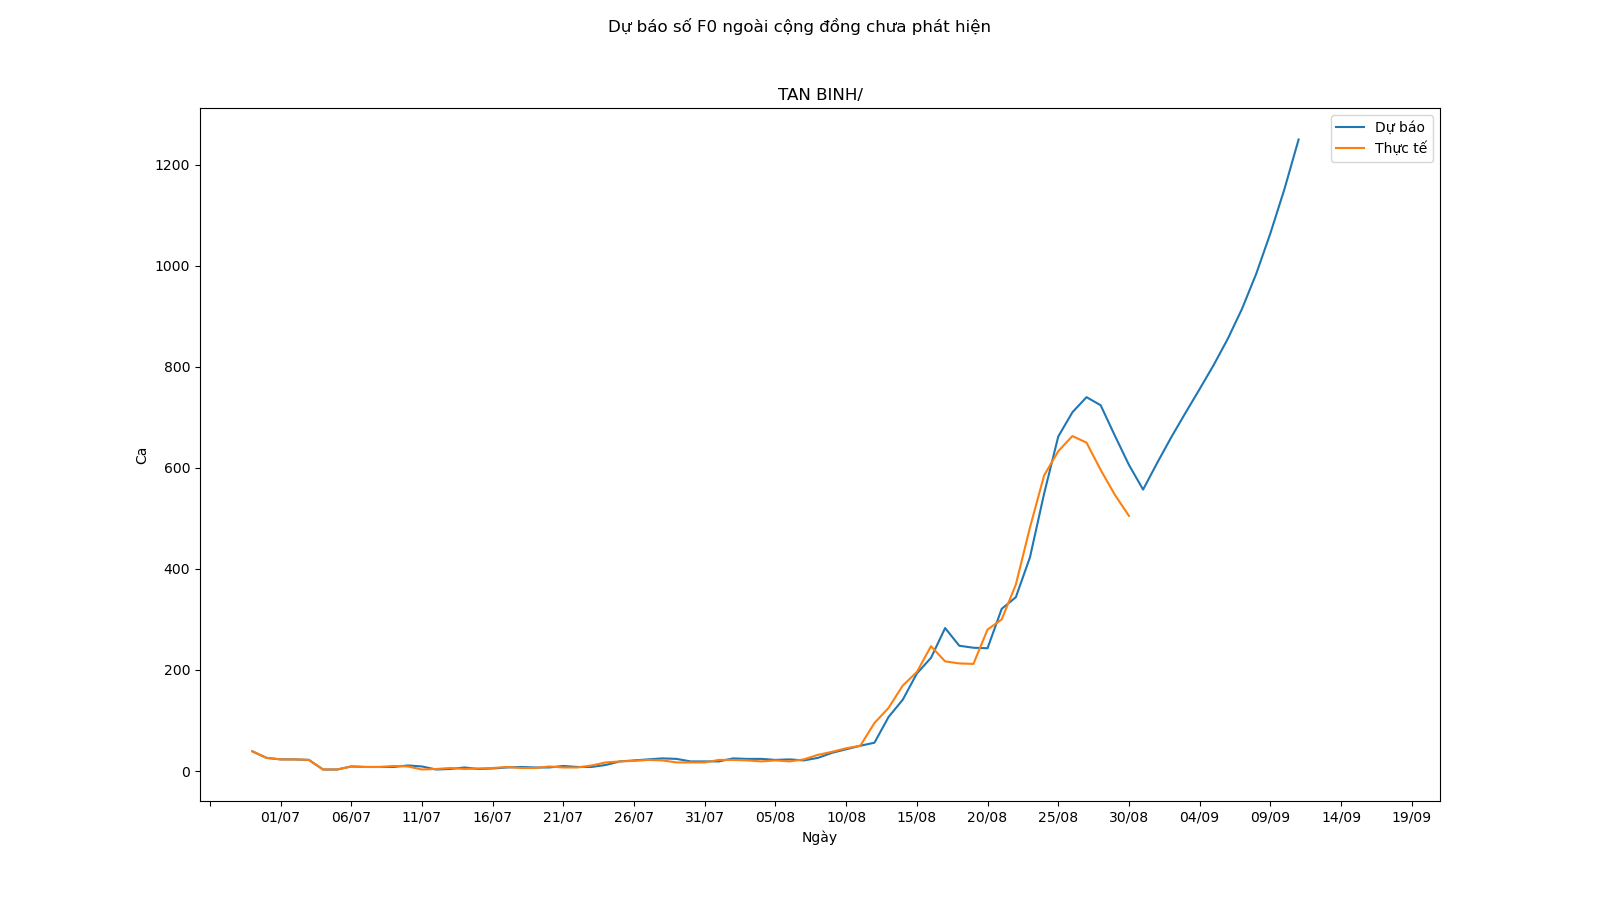 Dự báo số F0 ngoài cộng đồng chưa phát hiện
TAN BINH/
Dự báo
Thực tế
1200
1000
800
600
400
200
0
Ca
01/07 06/07 11/07 16/07 21/07 26/07 31/07 05/08 10/08 15/08 20/08 25/08 30/08 04/09 09/09 14/09 19/09
Ngày